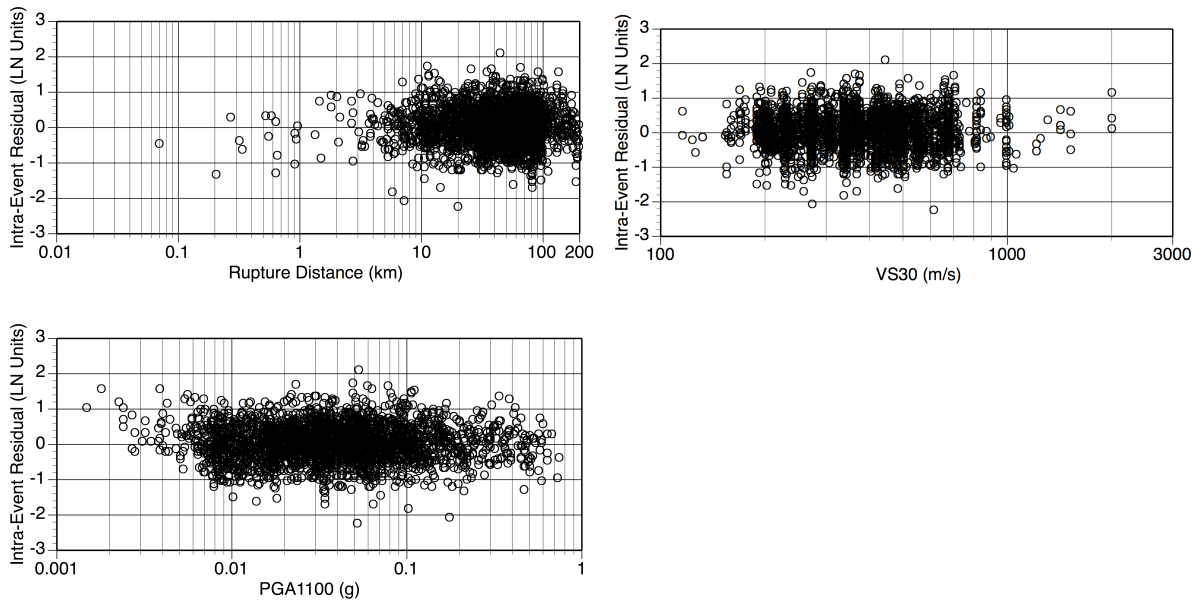 3
2
1
0
-1
-2
-3
Intra-Event Residual (LN Units)
0.01 0.1 1 10 100 200
Rupture Distance (km)
3
2
1
0
-1
-2
-3
Intra-Event Residual (LN Units)
100 1000 3000
VS30 (m/s)
3
2
1
0
-1
-2
-3
Intra-Event Residual (LN Units)
0.001 0.01 0.1 1
PGA1100 (g)